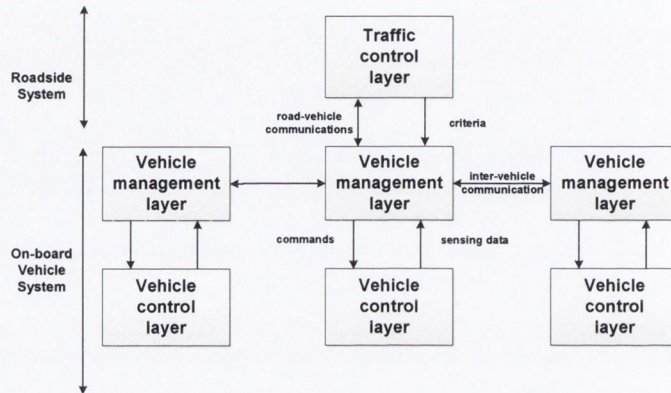 Traffic
control
layer
Roadside
System
road-vehicle
communications
criteria
Vehicle
management
layer
Vehicle
management
layer
inter-vehicle
communication
Vehicle
management
layer
On-board
Vehicle
System
commands
sensing data
Vehicle
control
layer
Vehicle
control
layer
Vehicle
control
layer